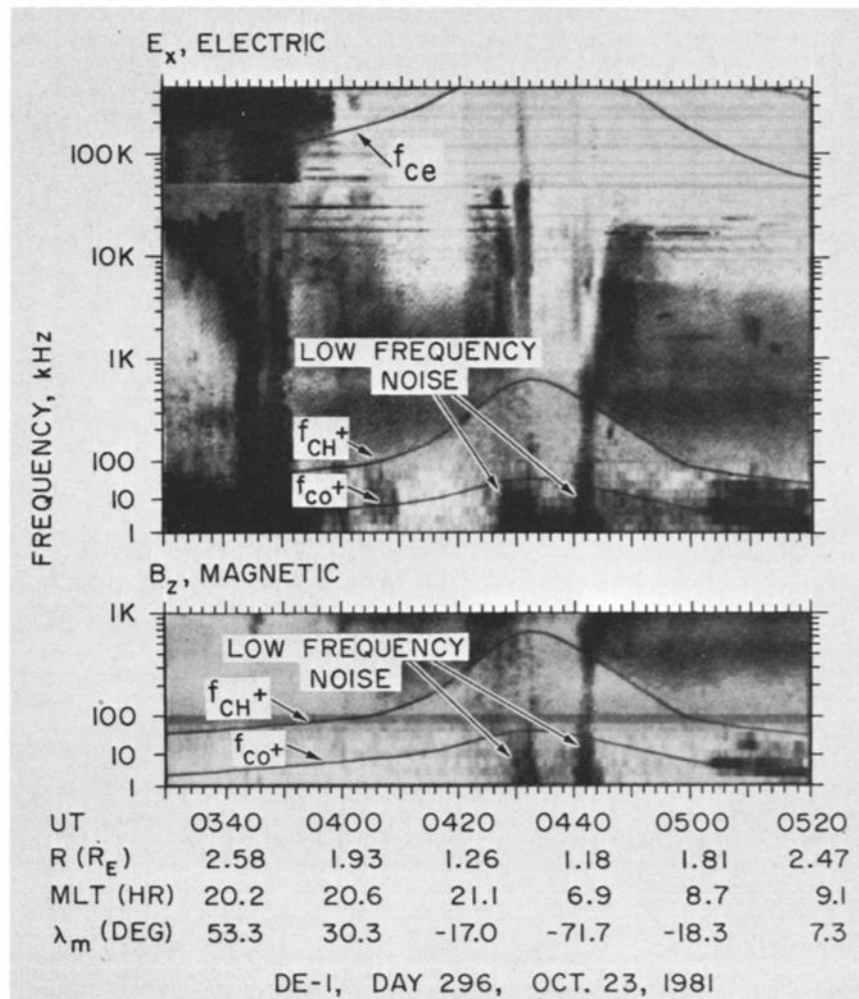 Ex, ELECTRIC
100K
10K
1K
100
10
1
FREQUENCY, kHz
fce
LOW FREQUENCY
NOISE
fCH+
fCO+
Bz, MAGNETIC
1K
100
10
1
LOW FREQUENCY
NOISE
fCH+
fCO+
UT 0340 0400 0420 0440 0500 0520
R (RE) 2.58 1.93 1.26 1.18 1.81 2.47
MLT (HR) 20.2 20.6 21.1 6.9 8.7 9.1
λm (DEG) 53.3 30.3 -17.0 -71.7 -18.3 7.3
DE-1, DAY 296, OCT. 23, 1981